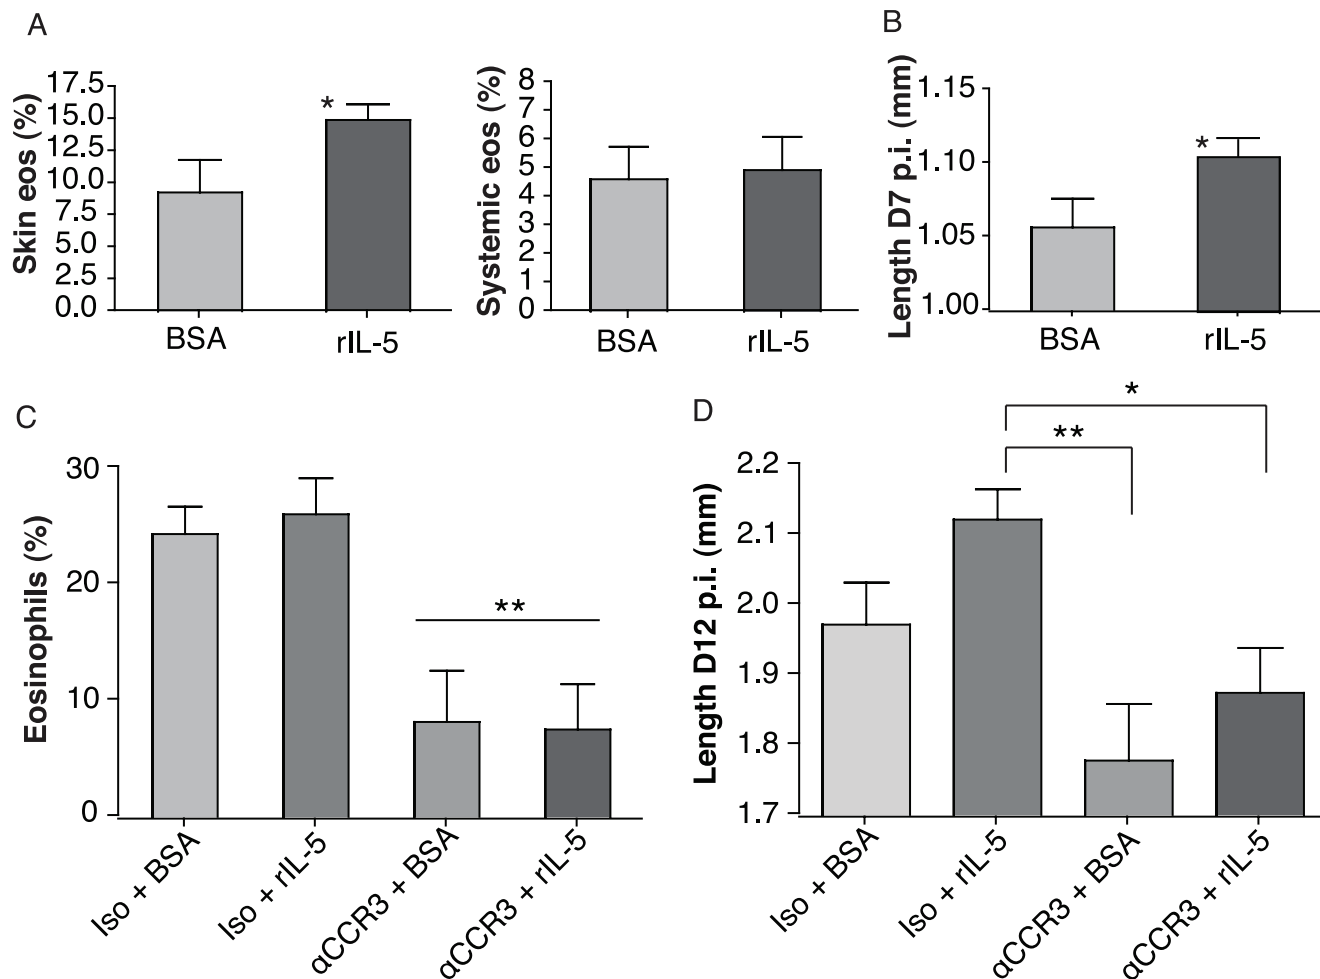 A
Skin eos (%)
17.5
15.0
12.5
10.0
7.5
5.0
2.5
0.0
*
BSA
rIL-5
Systemic eos (%)
8
7
6
5
4
3
2
1
0
BSA
rIL-5
B
Length D7 p.i. (mm)
1.15
1.10
1.05
1.00
*
BSA
rIL-5
C
Eosinophils (%)
30
20
10
0
**
Iso + BSA
Iso + rIL-5
αCCR3 + BSA
αCCR3 + rIL-5
D
Length D12 p.i. (mm)
2.2
2.1
2.0
1.9
1.8
1.7
*
**
Iso + BSA
Iso + rIL-5
αCCR3 + BSA
αCCR3 + rIL-5